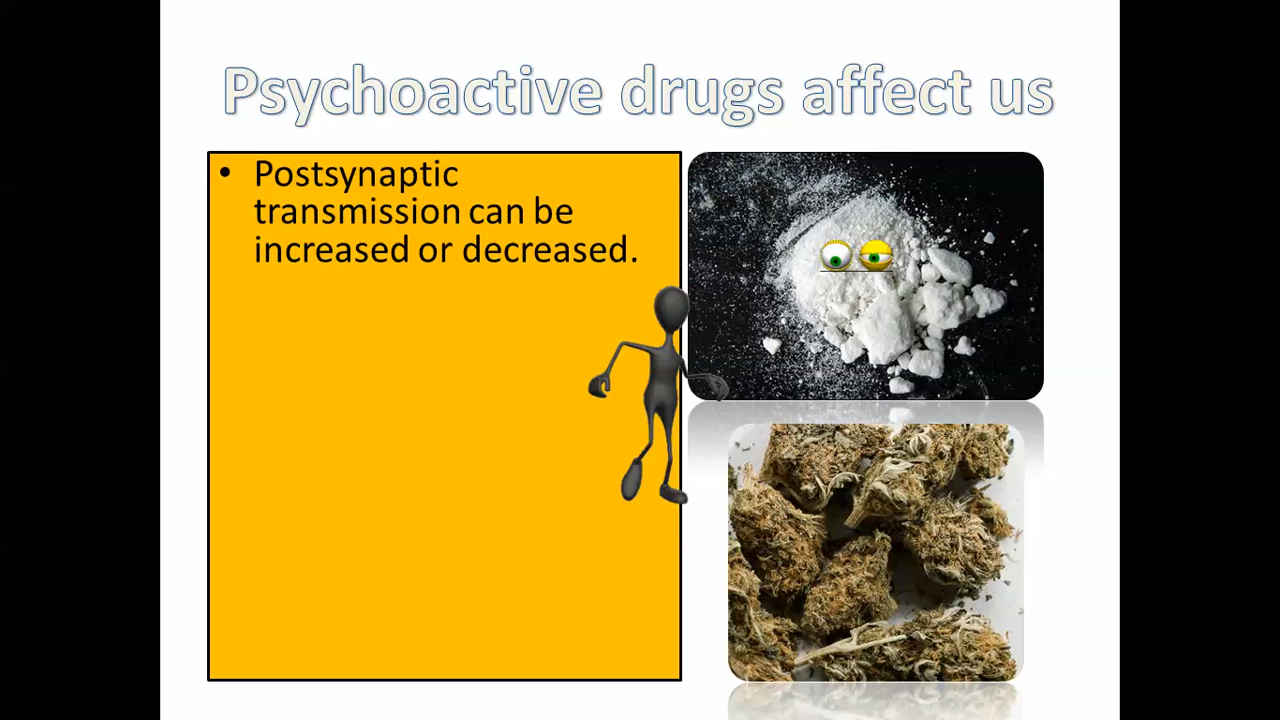 Psychoactive drugs affect us
• Postsynaptic
transmission can be
increased or decreased.